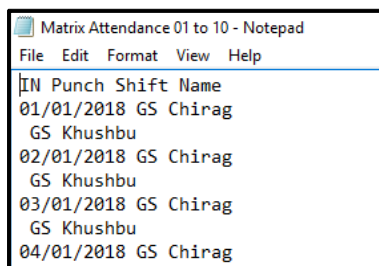 Matrix Attendance 01 to 10 - Notepad
File Edit Format View Help
IN Punch Shift Name
01/01/2018 GS Chirag
GS Khushbu
02/01/2018 GS Chirag
GS Khushbu
03/01/2018 GS Chirag
GS Khushbu
04/01/2018 GS Chirag